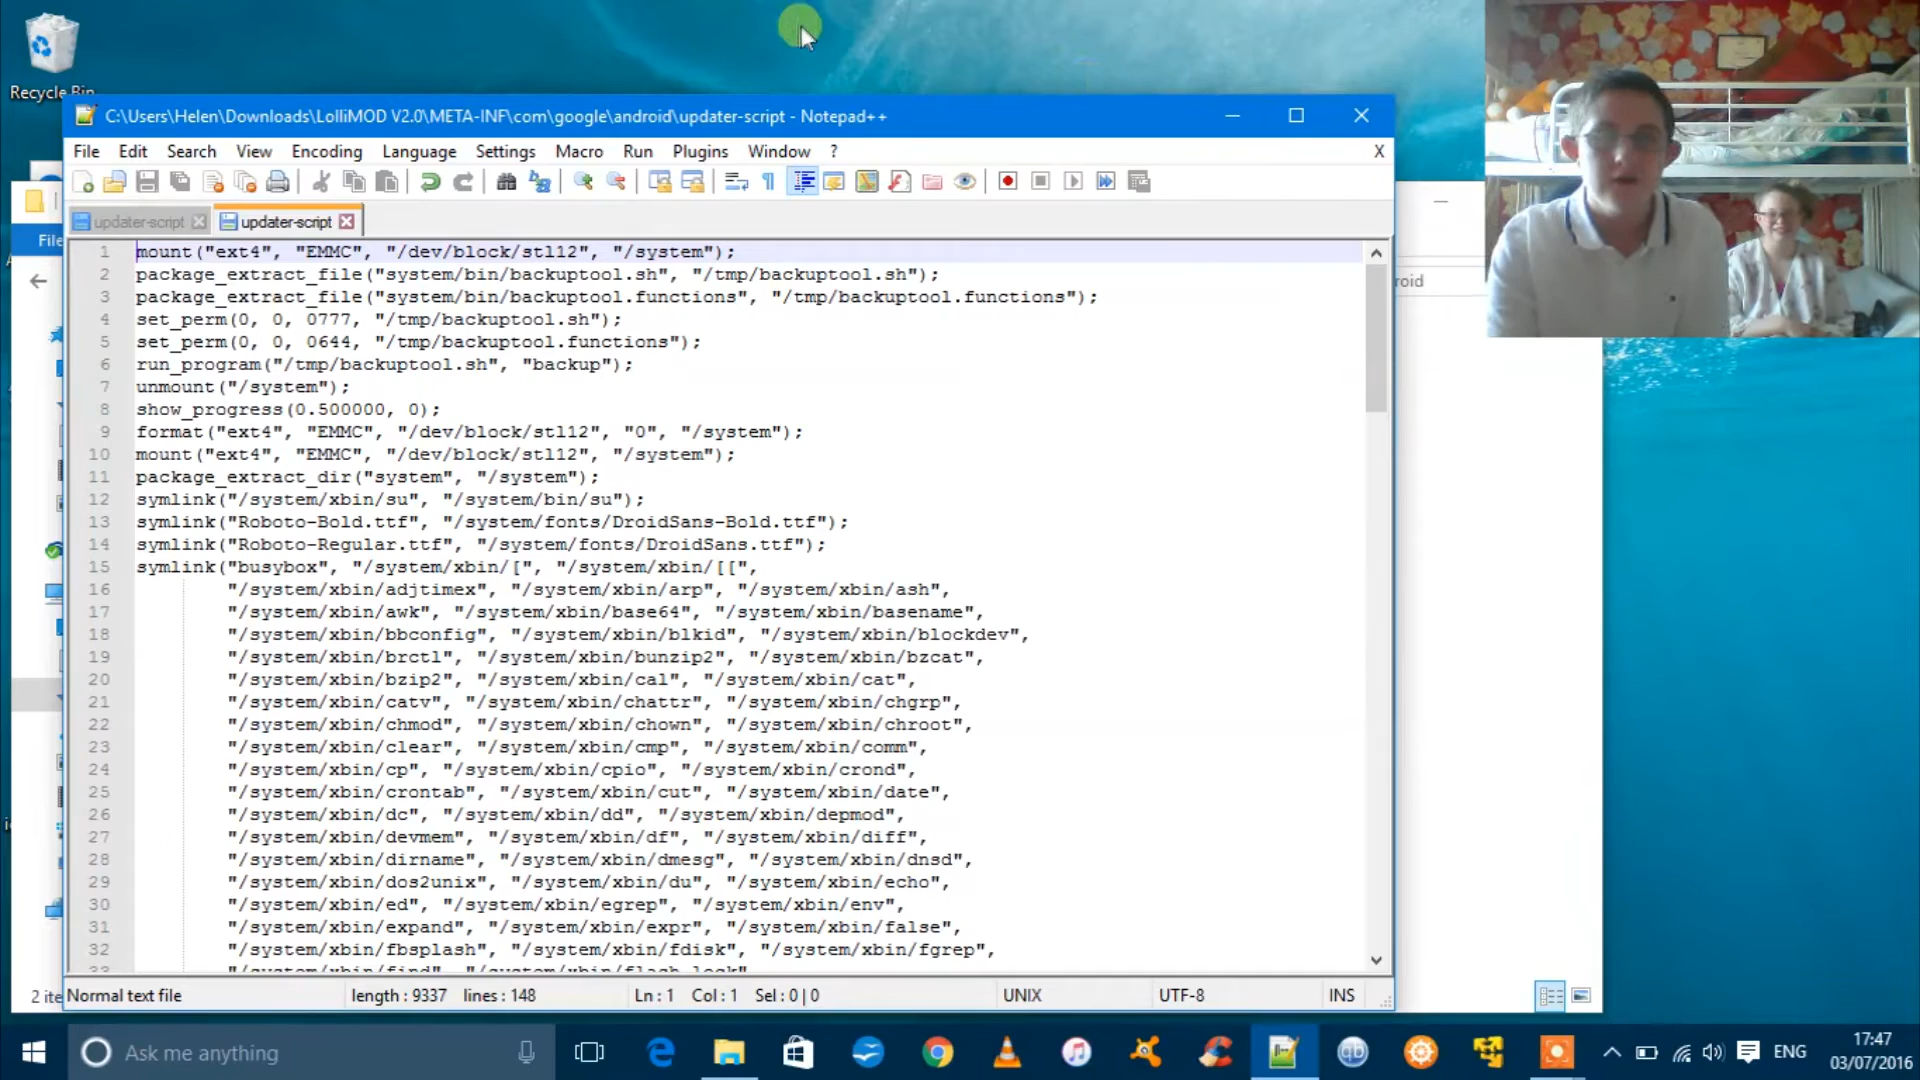 Recycle Bin
C:\Users\Helen\Downloads\LolliMOD V2.0\META-INF\com\google\android\updater-script - Notepad++
File Edit Search View Encoding Language Settings Macro Run Plugins Window ? X
updater-script updater-script
File
1 mount("ext4", "EMMC", "/dev/block/stl12", "/system");
2 package_extract_file("system/bin/backuptool.sh", "/tmp/backuptool.sh");
3 package_extract_file("system/bin/backuptool.functions", "/tmp/backuptool.functions");
4 set_perm(0, 0, 0777, "/tmp/backuptool.sh");
5 set_perm(0, 0, 0644, "/tmp/backuptool.functions");
6 run_program("/tmp/backuptool.sh", "backup");
7 unmount("/system");
8 show_progress(0.500000, 0);
9 format("ext4", "EMMC", "/dev/block/stl12", "0", "/system");
10 mount("ext4", "EMMC", "/dev/block/stl12", "/system");
11 package_extract_dir("system", "/system");
12 symlink("/system/xbin/su", "/system/bin/su");
13 symlink("Roboto-Bold.ttf", "/system/fonts/DroidSans-Bold.ttf");
14 symlink("Roboto-Regular.ttf", "/system/fonts/DroidSans.ttf");
15 symlink("busybox", "/system/xbin/[", "/system/xbin/[[",
16 "/system/xbin/adjtimex", "/system/xbin/arp", "/system/xbin/ash",
17 "/system/xbin/awk", "/system/xbin/base64", "/system/xbin/basename",
18 "/system/xbin/bbconfig", "/system/xbin/blkid", "/system/xbin/blockdev",
19 "/system/xbin/brctl", "/system/xbin/bunzip2", "/system/xbin/bzcat",
20 "/system/xbin/bzip2", "/system/xbin/cal", "/system/xbin/cat",
21 "/system/xbin/catv", "/system/xbin/chattr", "/system/xbin/chgrp",
22 "/system/xbin/chmod", "/system/xbin/chown", "/system/xbin/chroot",
23 "/system/xbin/clear", "/system/xbin/cmp", "/system/xbin/comm",
24 "/system/xbin/cp", "/system/xbin/cpio", "/system/xbin/crond",
25 "/system/xbin/crontab", "/system/xbin/cut", "/system/xbin/date",
26 "/system/xbin/dc", "/system/xbin/dd", "/system/xbin/depmod",
27 "/system/xbin/devmem", "/system/xbin/df", "/system/xbin/diff",
28 "/system/xbin/dirname", "/system/xbin/dmesg", "/system/xbin/dnsd",
29 "/system/xbin/dos2unix", "/system/xbin/du", "/system/xbin/echo",
30 "/system/xbin/ed", "/system/xbin/egrep", "/system/xbin/env",
31 "/system/xbin/expand", "/system/xbin/expr", "/system/xbin/false",
32 "/system/xbin/fbsplash", "/system/xbin/fdisk", "/system/xbin/fgrep",
33 "/system/xbin/find", "/system/xbin/flash_lock",
roid
2 ite
Normal text file length : 9337 lines : 148 Ln : 1 Col : 1 Sel : 0 | 0 UNIX UTF-8 INS
Ask me anything
ENG
17:47
03/07/2016